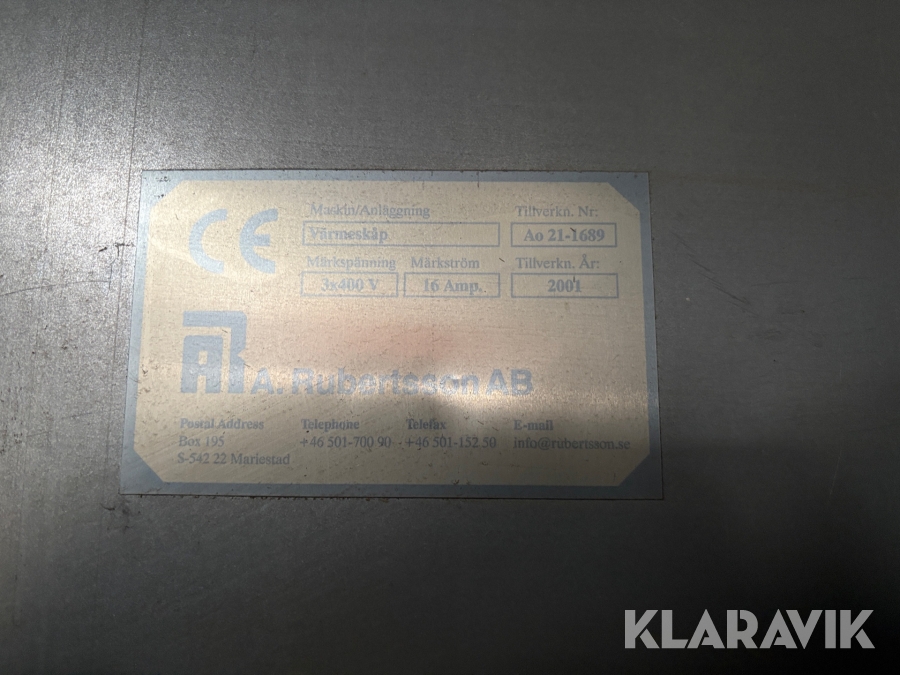 CE
Maskin/Anläggning Tillverkn. Nr:
Värmeskåp Ao 21-1689
Märkspänning Märkström Tillverkn. År:
3x400 V 16 Amp. 2001
AR A. Rubertsson AB
Postal Address Telephone Telefax E-mail
Box 195 +46 501-700 90 +46 501-152 50 info@rubertsson.se
S-542 22 Mariestad
KLARAVIK